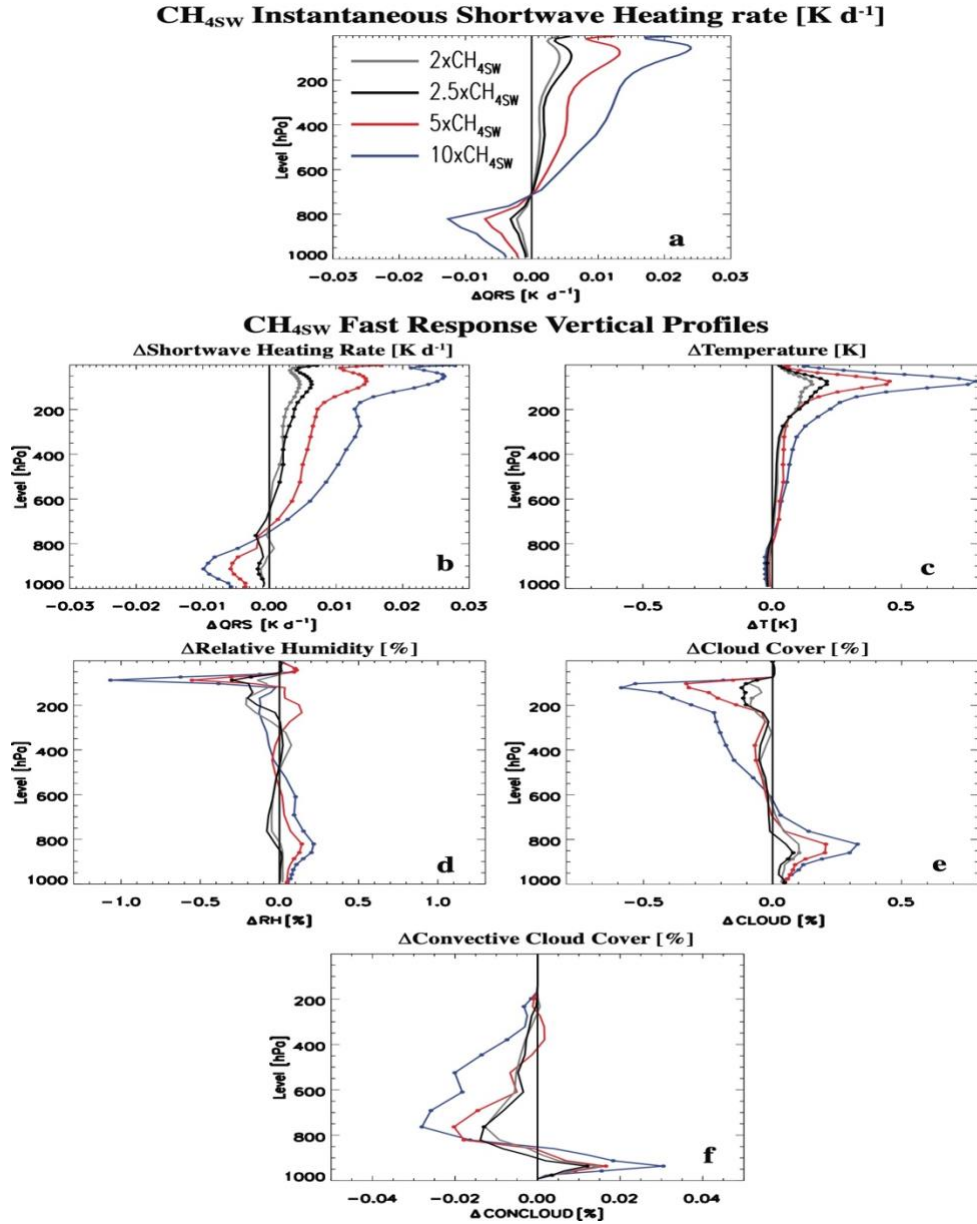 CH4SW Instantaneous Shortwave Heating rate [K d-1]
200
400
600
800
1000
Level [hPa]
2xCH4SW
2.5xCH4SW
5xCH4SW
10xCH4SW
a
−0.03 −0.02 −0.01 0.00 0.01 0.02 0.03
ΔQRS [K d−1]
CH4SW Fast Response Vertical Profiles
ΔShortwave Heating Rate [K d-1]
200
400
600
800
1000
Level [hPa]
b
−0.03 −0.02 −0.01 0.00 0.01 0.02 0.03
ΔQRS [K d−1]
ΔTemperature [K]
200
400
600
800
1000
Level [hPa]
c
−0.5 0.0 0.5
ΔT[K]
ΔRelative Humidity [%]
200
400
600
800
1000
Level [hPa]
d
−1.0 −0.5 0.0 0.5 1.0
ΔRH [%]
ΔCloud Cover [%]
200
400
600
800
1000
Level [hPa]
e
−0.5 0.0 0.5
ΔCLOUD [%]
ΔConvective Cloud Cover [%]
200
400
600
800
1000
Level [hPa]
f
−0.04 −0.02 0.00 0.02 0.04
ΔCONCLOUD [%]